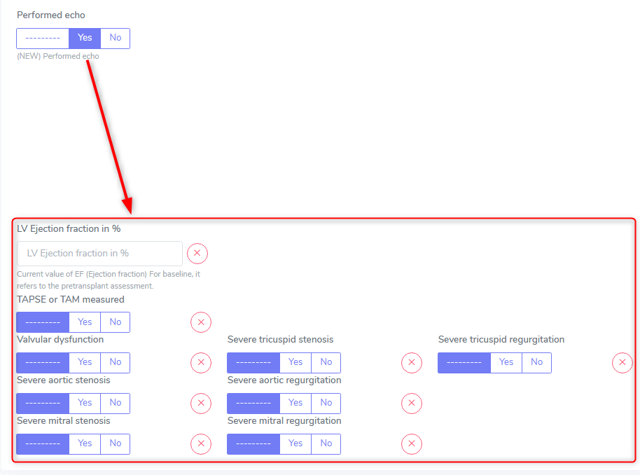 Performed echo
--------- Yes No
(NEW) Performed echo
LV Ejection fraction in %
LV Ejection fraction in %
Current value of EF (Ejection fraction) For baseline, it
refers to the pretransplant assessment.
TAPSE or TAM measured
--------- Yes No
Valvular dysfunction Severe tricuspid stenosis Severe tricuspid regurgitation
--------- Yes No --------- Yes No --------- Yes No
Severe aortic stenosis Severe aortic regurgitation
--------- Yes No --------- Yes No
Severe mitral stenosis Severe mitral regurgitation
--------- Yes No --------- Yes No